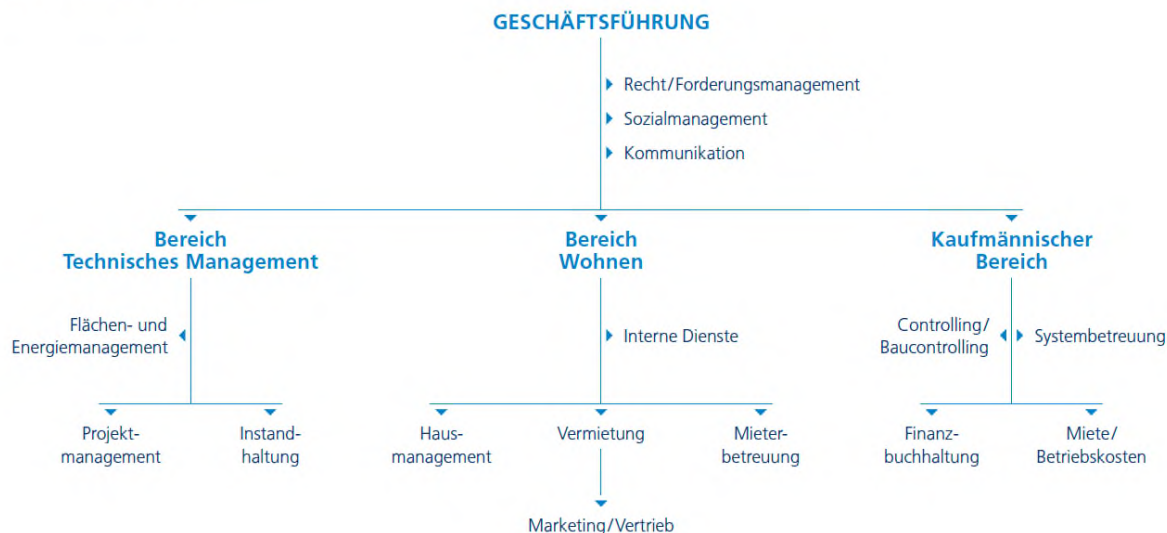 GESCHÄFTSFÜHRUNG
Recht/Forderungsmanagement
Sozialmanagement
Kommunikation
Bereich
Technisches Management
Bereich
Wohnen
Kaufmännischer
Bereich
Flächen- und
Energiemanagement
Interne Dienste
Controlling/
Baucontrolling
Systembetreuung
Projekt-
management
Instand-
haltung
Haus-
management
Vermietung
Mieter-
betreuung
Finanz-
buchhaltung
Miete/
Betriebskosten
Marketing/Vertrieb